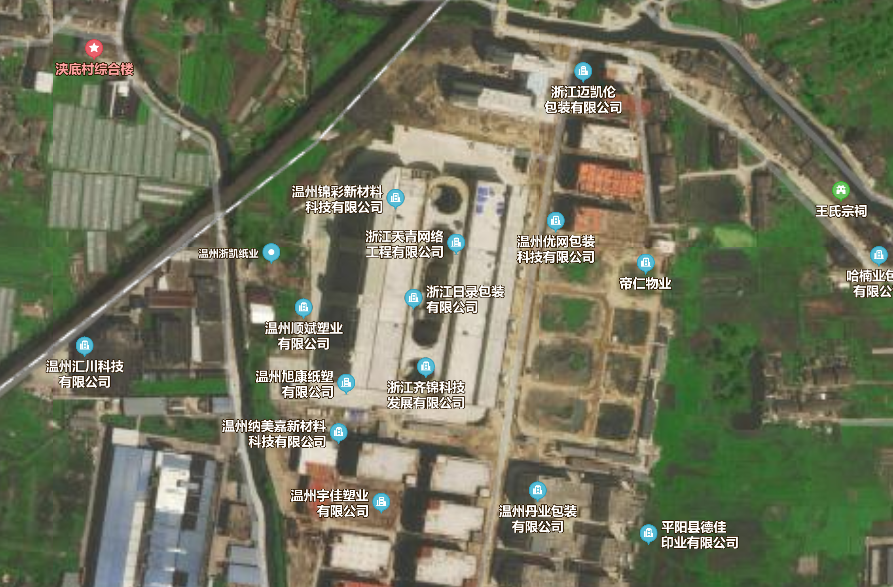 浹底村综合楼
浙江迈凯伦
包装有限公司
温州锦彩新材料
科技有限公司
王氏宗祠
浙江天青网络
工程有限公司
温州优网包装
科技有限公司
温州浙凯纸业
帝仁物业
哈楠业包
有限公
浙江日录包装
有限公司
温州顺斌塑业
有限公司
温州汇川科技
有限公司
温州旭康纸塑
有限公司
浙江齐锦科技
发展有限公司
温州纳美嘉新材料
科技有限公司
温州宇佳塑业
有限公司
温州丹业包装
有限公司
平阳县德佳
印业有限公司